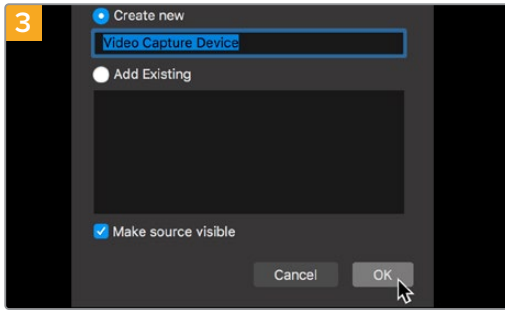 3
Create new
Video Capture Device
Add Existing
Make source visible
Cancel OK